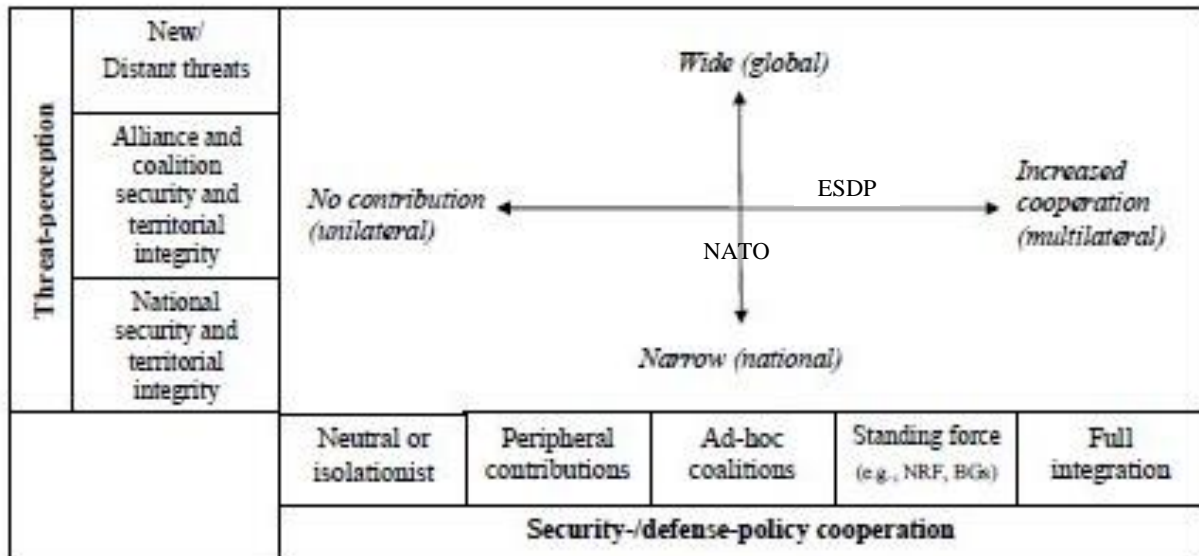 Threat-perception
New/
Distant threats
Alliance and
coalition
security and
territorial
integrity
National
security and
territorial
integrity
Wide (global)
No contribution
(unilateral)
ESDP
Increased
cooperation
(multilateral)
NATO
Narrow (national)
Neutral or
isolationist
Peripheral
contributions
Ad-hoc
coalitions
Standing force
(e.g., NRF, BGs)
Full
integration
Security-/defense-policy cooperation